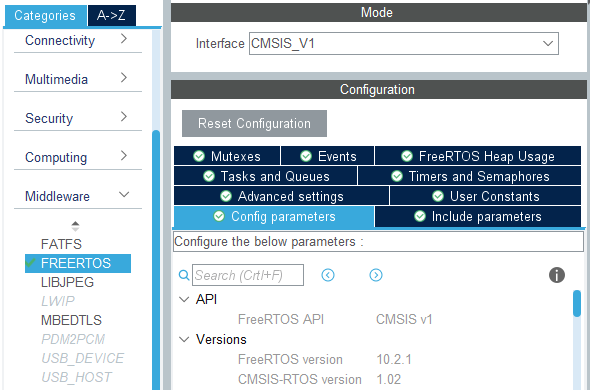 Categories A->Z
Connectivity
Multimedia
Security
Computing
Middleware
FATFS
FREERTOS
LIBJPEG
LWIP
MBEDTLS
PDM2PCM
USB_DEVICE
USB_HOST
Mode
Interface CMSIS_V1
Configuration
Reset Configuration
Mutexes Events FreeRTOS Heap Usage
Tasks and Queues Timers and Semaphores
Advanced settings User Constants
Config parameters Include parameters
Configure the below parameters :
Search (Crtl+F)
API
FreeRTOS API CMSIS v1
Versions
FreeRTOS version 10.2.1
CMSIS-RTOS version 1.02